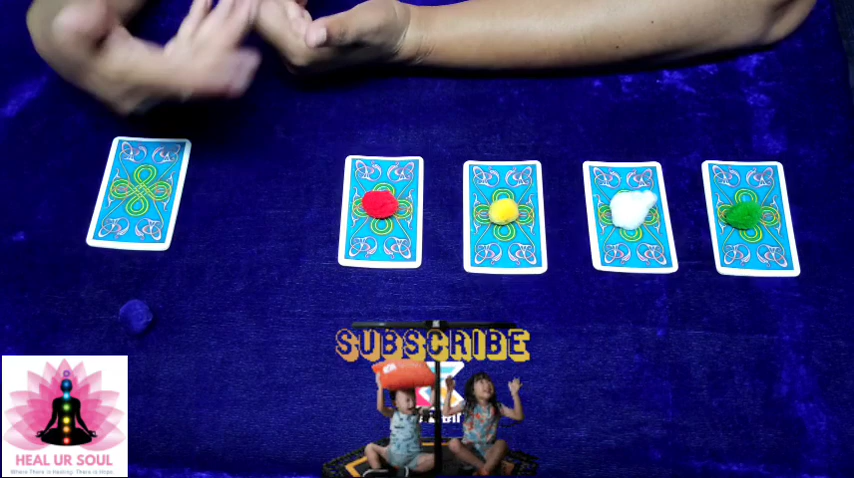 SUBSCRIBE
HEAL UR SOUL
Where There is Healing, There is Hope